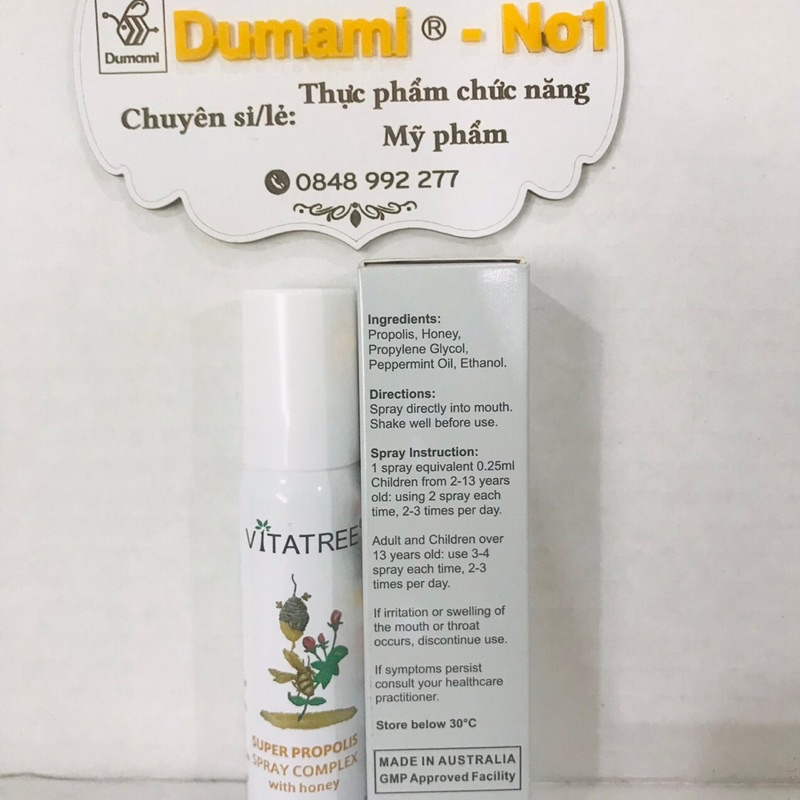 Dumami
Dumami ® - No1
Chuyên si/lẻ:
Thực phẩm chức năng
Mỹ phẩm
0848 992 277
Ingredients:
Propolis, Honey,
Propylene Glycol,
Peppermint Oil, Ethanol.
Directions:
Spray directly into mouth.
Shake well before use.
Spray Instruction:
1 spray equivalent 0.25ml
Children from 2-13 years
old: using 2 spray each
time, 2-3 times per day.
Adult and Children over
13 years old: use 3-4
spray each time, 2-3
times per day.
If irritation or swelling of
the mouth or throat
occurs, discontinue use.
If symptoms persist
consult your healthcare
practitioner.
Store below 30°C
MADE IN AUSTRALIA
GMP Approved Facility
VITATREE
SUPER PROPOLIS
SPRAY COMPLEX
with honey